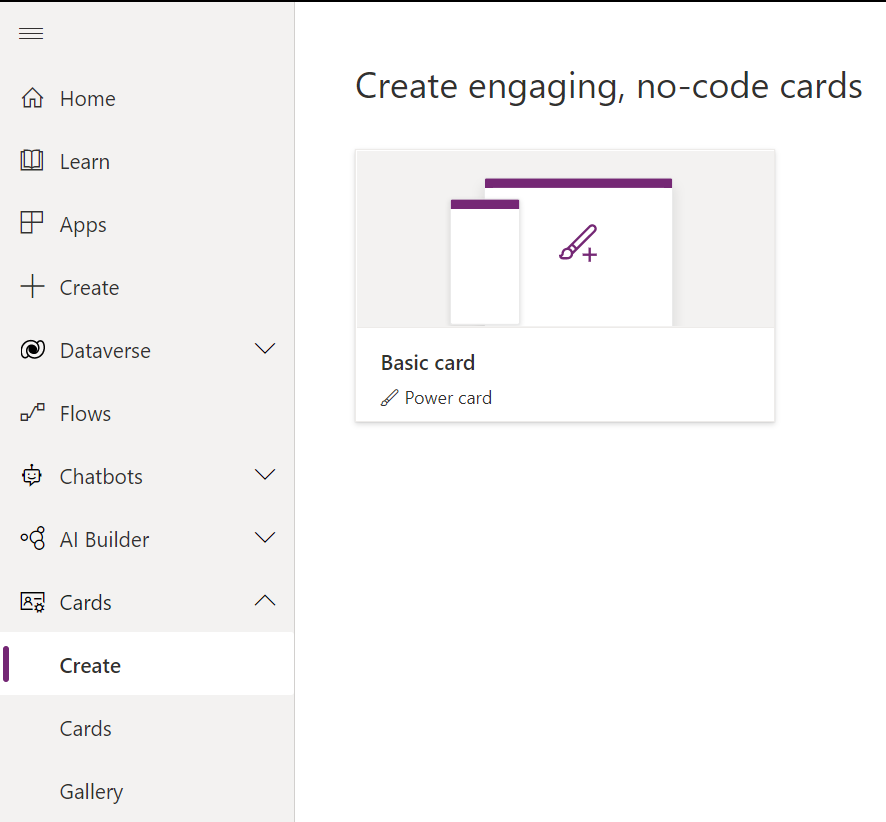 Home
Learn
Apps
Create
Dataverse
Flows
Chatbots
AI Builder
Cards
Create
Cards
Gallery
Create engaging, no-code cards
Basic card
Power card